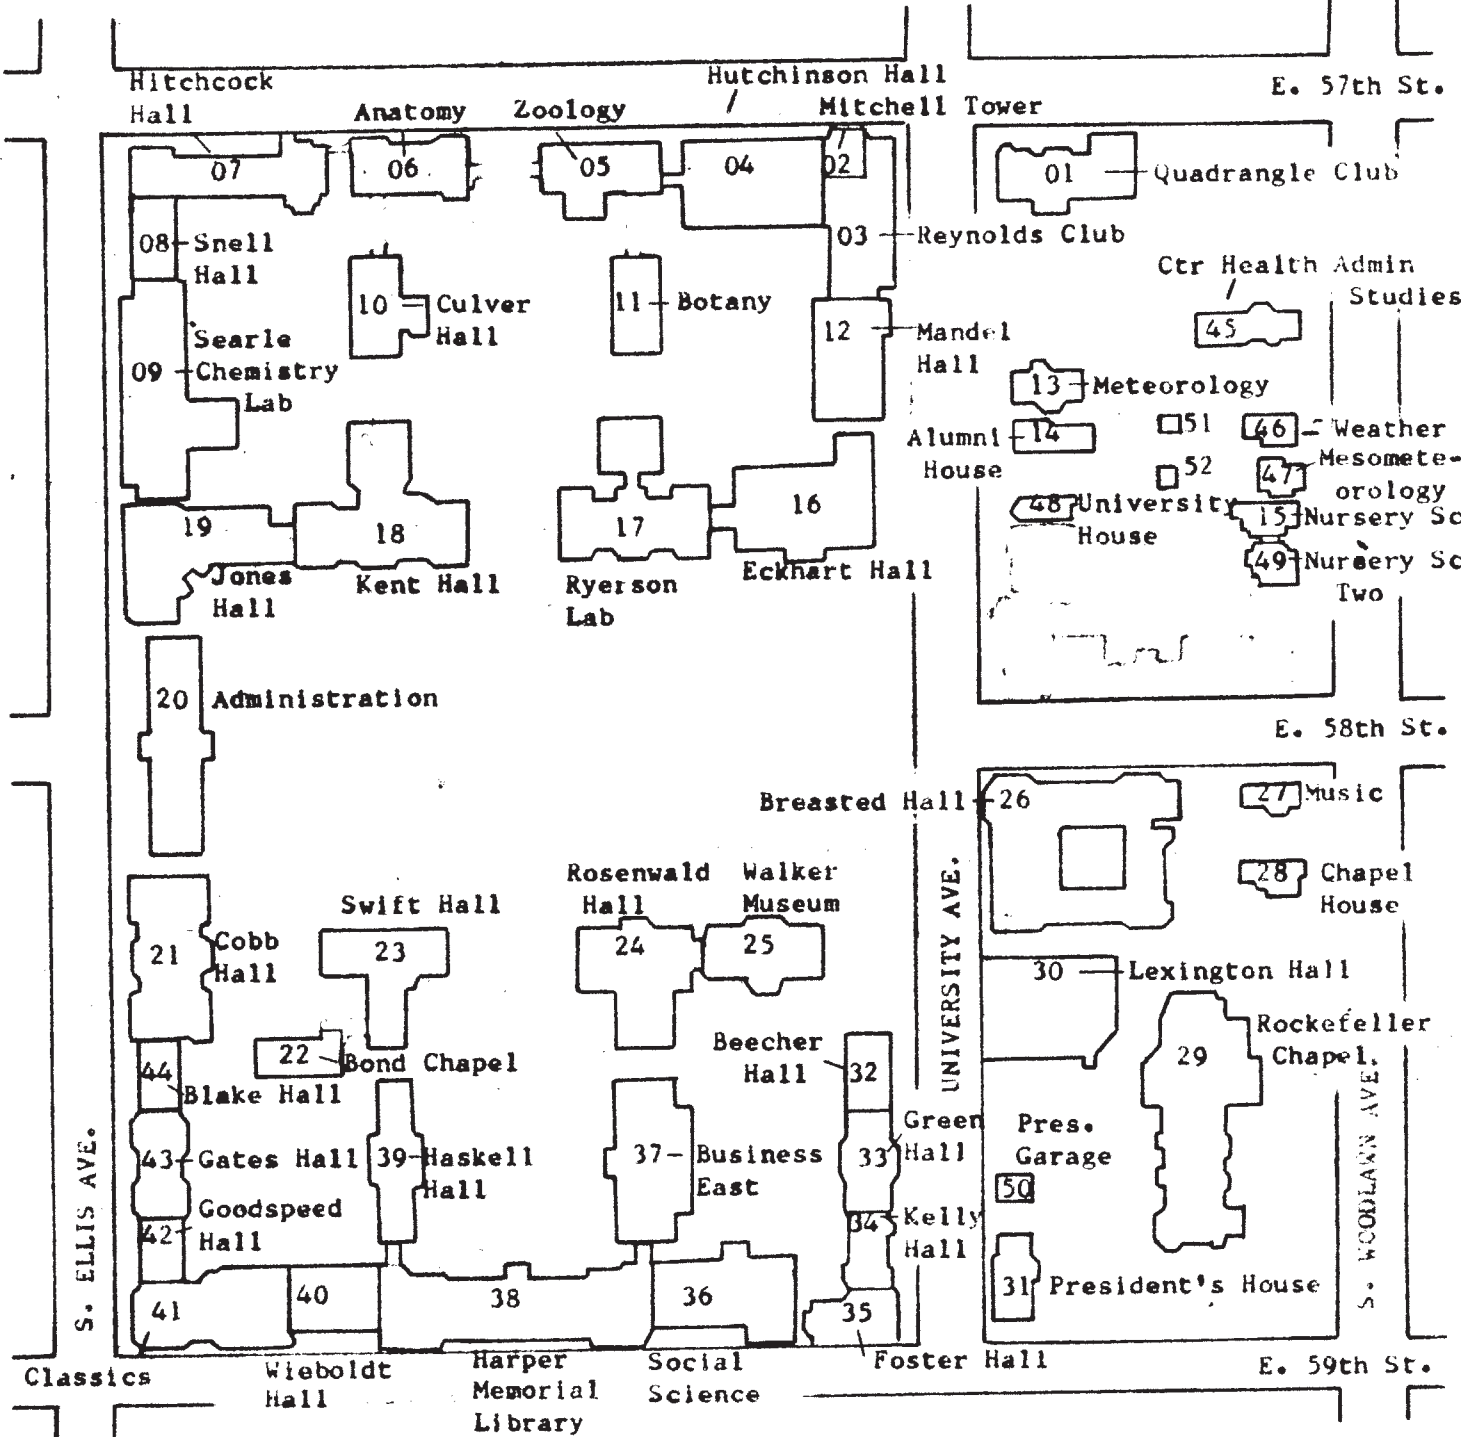 Hitchcock
Hall
Anatomy
Zoology
Hutchinson Hall
Mitchell Tower
E. 57th St.
07
06
05
04
02
01
Quadrangle Club
08
Snell
Hall
03
Reynolds Club
Ctr Health Admin
Studies
10
Culver
Hall
11
Botany
12
Mandel
Hall
45
09
Searle
Chemistry
Lab
13
Meteorology
Alumni
House
14
51
46
Weather
52
47
Mesomete-
orology
48
University
House
15
Nursery Sc
49
Nursery Sc
Two
19
Jones
Hall
18
Kent Hall
17
Ryerson
Lab
16
Eckhart Hall
20
Administration
E. 58th St.
Breasted Hall
26
27
Music
28
Chapel
House
UNIVERSITY AVE.
21
Cobb
Hall
Swift Hall
23
Rosenwald
Hall
24
Walker
Museum
25
30
Lexington Hall
22
Bond Chapel
Beecher
Hall
32
Rockefeller
Chapel.
29
44
Blake Hall
43
Gates Hall
39
Haskell
Hall
37
Business
East
33
Green
Hall
Pres.
Garage
50
42
Goodspeed
Hall
34
Kelly
Hall
S. ELLIS AVE.
S. WOODLAWN AVE.
31
President's House
41
40
38
36
35
Classics
Wieboldt
Hall
Harper
Memorial
Library
Social
Science
Foster Hall
E. 59th St.